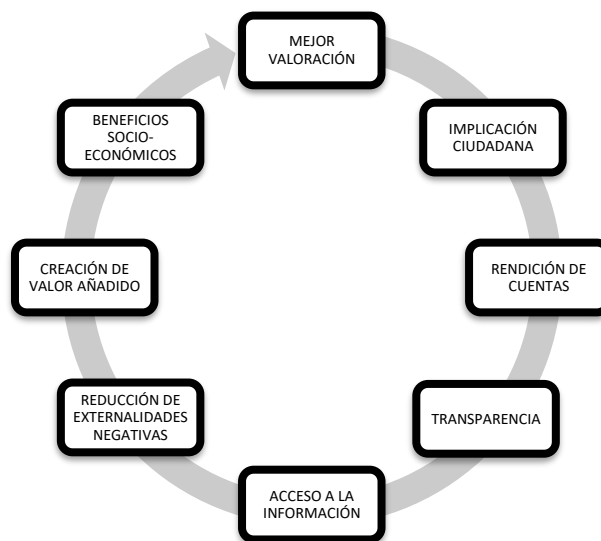 MEJOR
VALORACIÓN
IMPLICACIÓN
CIUDADANA
RENDICIÓN DE
CUENTAS
TRANSPARENCIA
ACCESO A LA
INFORMACIÓN
REDUCCIÓN DE
EXTERNALIDADES
NEGATIVAS
CREACIÓN DE
VALOR AÑADIDO
BENEFICIOS
SOCIO-
ECONÓMICOS